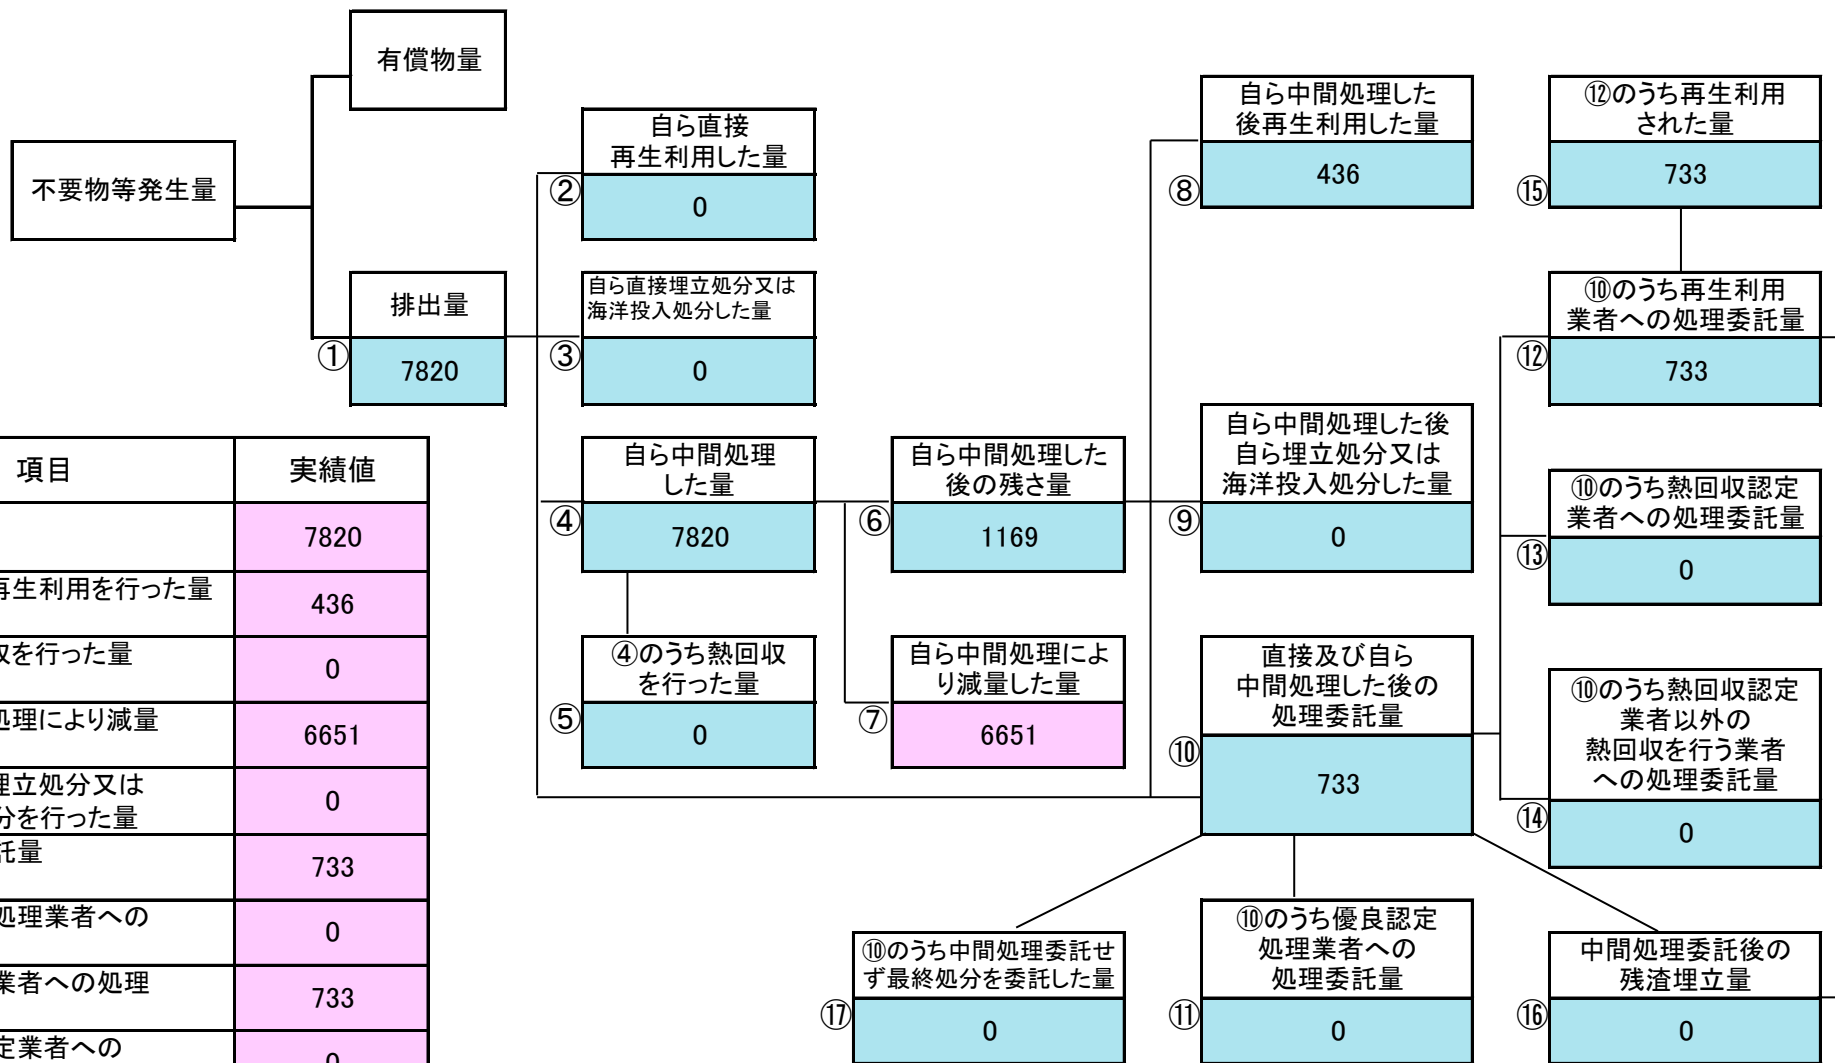 有償物量
不要物等発生量
排出量
①
7820
自ら直接
再生利用した量
②
0
自ら直接埋立処分又は
海洋投入処分した量
③
0
自ら中間処理
した量
④
7820
④のうち熱回収
を行った量
⑤
0
自ら中間処理した
後の残さ量
⑥
1169
自ら中間処理によ
り減量した量
⑦
6651
自ら中間処理した
後再生利用した量
⑧
436
自ら中間処理した後
自ら埋立処分又は
海洋投入処分した量
⑨
0
直接及び自ら
中間処理した後の
処理委託量
⑩
733
⑩のうち優良認定
処理業者への
処理委託量
⑪
0
⑫のうち再生利用
された量
⑮
733
⑩のうち再生利用
業者への処理委託量
⑫
733
⑩のうち熱回収認定
業者への処理委託量
⑬
0
⑩のうち熱回収認定
業者以外の
熱回収を行う業者
への処理委託量
⑭
0
中間処理委託後の
残渣埋立量
⑯
0
⑩のうち中間処理委託せ
ず最終処分を委託した量
⑰
0
項目 実績値
7820
再生利用を行った量 436
を行った量 0
処理により減量 6651
埋立処分又は
を行った量 0
託量 733
処理業者への 0
業者への処理 733
定業者への 0